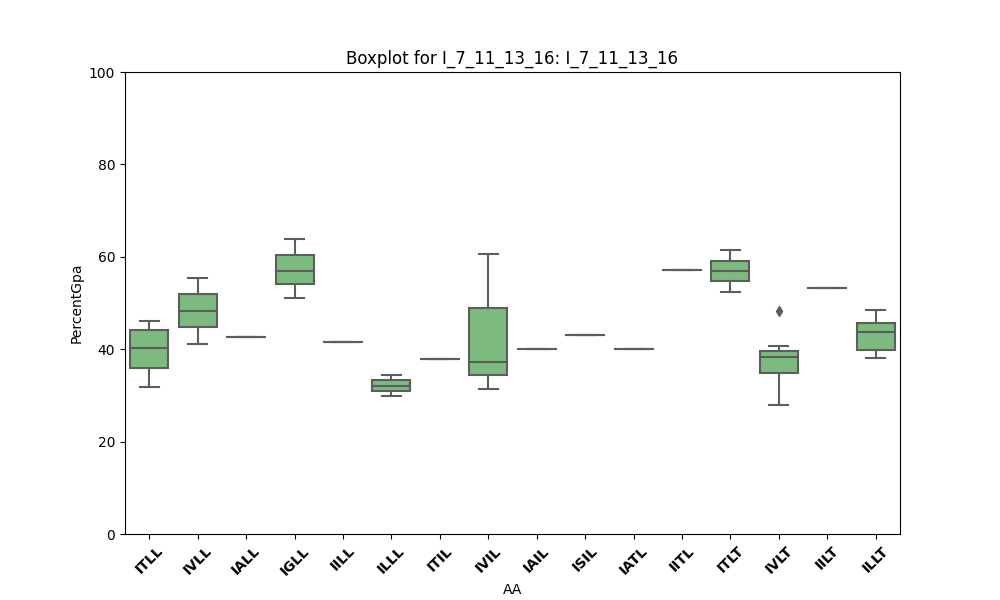 Boxplot for I_7_11_13_16: I_7_11_13_16
PercentGpa
100
80
60
40
20
0
ITLL IVLL IALL IGLL IILL ILLL ITIL IVIL IAIL ISIL IATL IITL ITLT IVLT IILT ILLT
AA